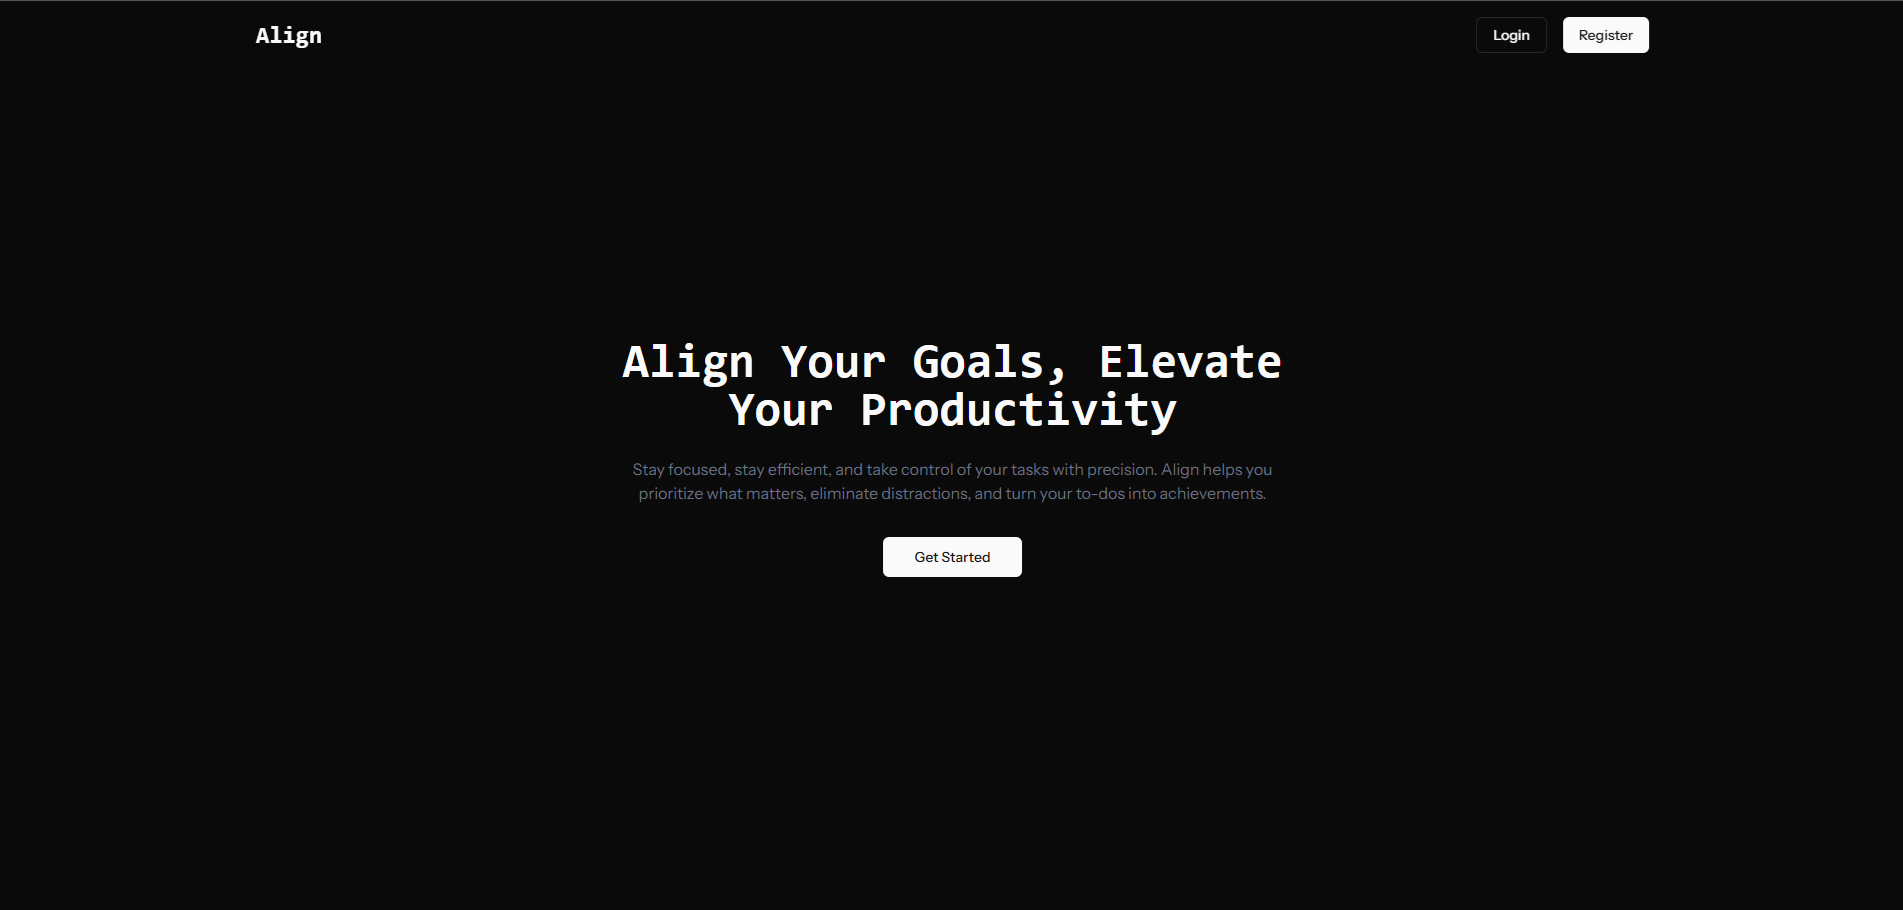 Align
Login
Register
Align Your Goals, Elevate
Your Productivity
Stay focused, stay efficient, and take control of your tasks with precision. Align helps you
prioritize what matters, eliminate distractions, and turn your to-dos into achievements.
Get Started